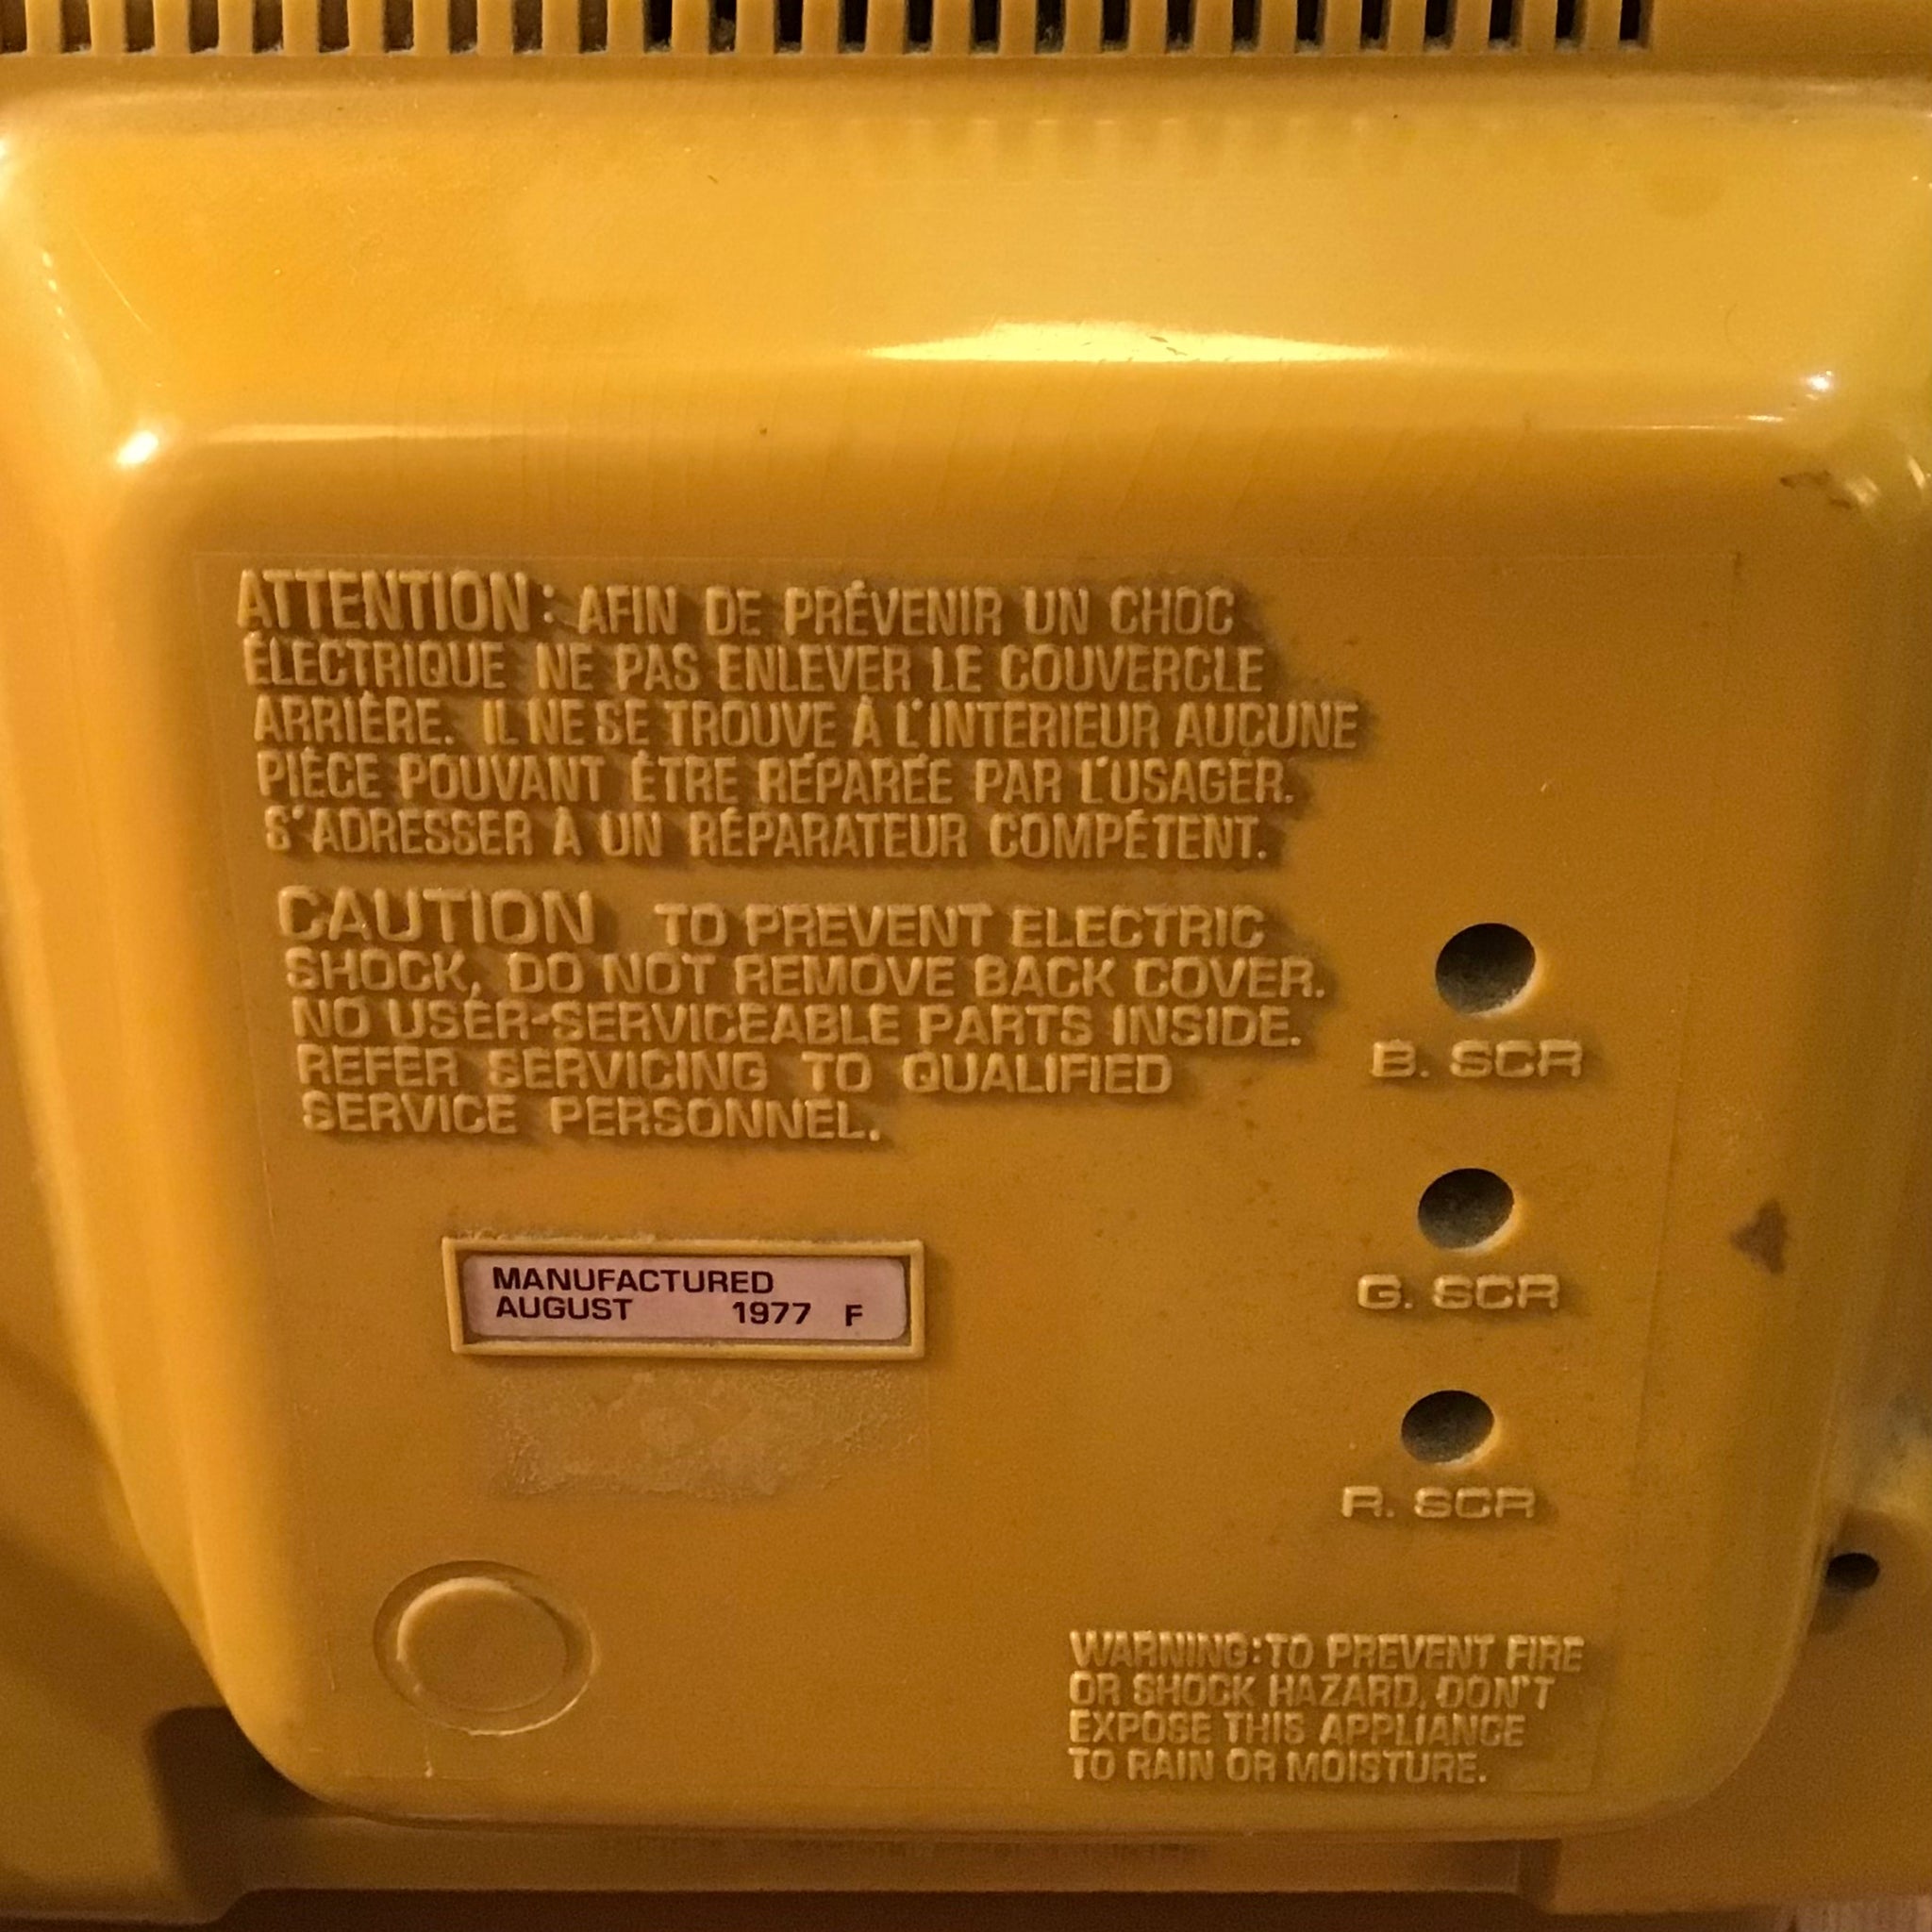 ATTENTION: AFIN DE PRÉVENIR UN CHOC
ÉLECTRIQUE NE PAS ENLEVER LE COUVERCLE
ARRIÈRE. IL NE SE TROUVE À L'INTERIEUR AUCUNE
PIÈCE POUVANT ÊTRE RÉPARÉE PAR L'USAGER.
S'ADRESSER À UN RÉPARATEUR COMPÉTENT.
CAUTION TO PREVENT ELECTRIC
SHOCK, DO NOT REMOVE BACK COVER.
NO USER-SERVICEABLE PARTS INSIDE.
REFER SERVICING TO QUALIFIED
SERVICE PERSONNEL.
B. SCR
G. SCR
R. SCR
MANUFACTURED
AUGUST 1977 F
WARNING: TO PREVENT FIRE
OR SHOCK HAZARD, DON'T
EXPOSE THIS APPLIANCE
TO RAIN OR MOISTURE.